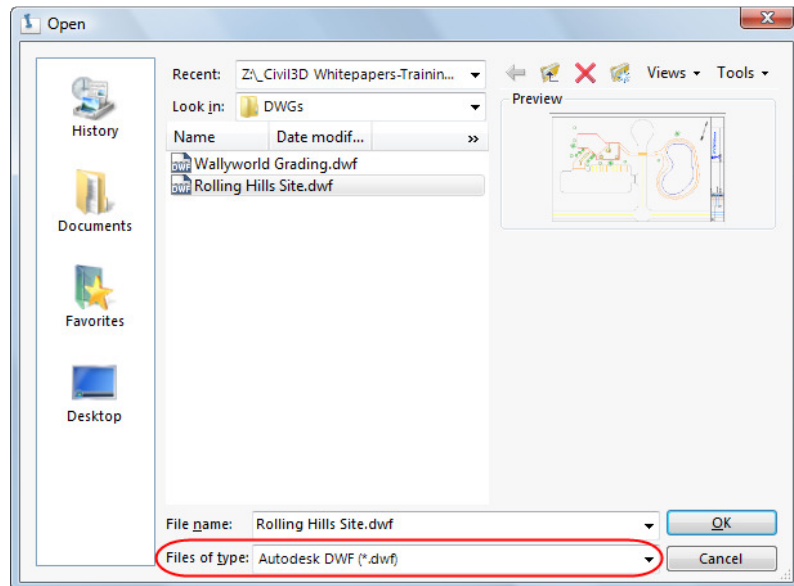 Open
Recent: Z:\_Civil3D Whitepapers-Trainin...
Views Tools
Look in: DWGs
Preview
History
Name Date modif... »
Wallyworld Grading.dwf
Rolling Hills Site.dwf
Documents
Favorites
Desktop
File name: Rolling Hills Site.dwf
OK
Files of type: Autodesk DWF (*.dwf)
Cancel